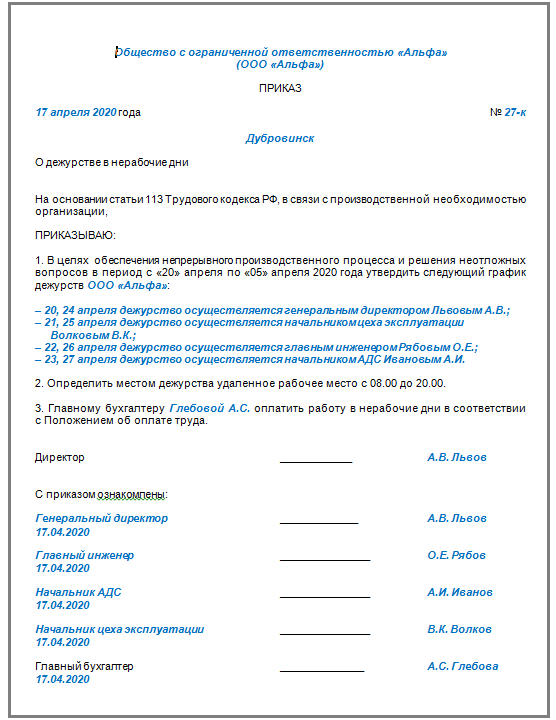 Общество с ограниченной ответственностью «Альфа»
(ООО «Альфа»)
ПРИКАЗ
17 апреля 2020 года № 27-к
Дубровинск
О дежурстве в нерабочие дни
На основании статьи 113 Трудового кодекса РФ, в связи с производственной необходимостью
организации,
ПРИКАЗЫВАЮ:
1. В целях обеспечения непрерывного производственного процесса и решения неотложных
вопросов в период с «20» апреля по «05» апреля 2020 года утвердить следующий график
дежурств ООО «Альфа»:
– 20, 24 апреля дежурство осуществляется генеральным директором Львовым А.В.;
– 21, 25 апреля дежурство осуществляется начальником цеха эксплуатации
Волковым В.К.;
– 22, 26 апреля дежурство осуществляется главным инженером Рябовым О.Е.;
– 23, 27 апреля дежурство осуществляется начальником АДС Ивановым А.И.
2. Определить местом дежурства удаленное рабочее место с 08.00 до 20.00.
3. Главному бухгалтеру Глебовой А.С. оплатить работу в нерабочие дни в соответствии
с Положением об оплате труда.
Директор ____________ А.В. Львов
С приказом ознакомлены:
Генеральный директор _____________ А.В. Львов
17.04.2020
Главный инженер _______________ О.Е. Рябов
17.04.2020
Начальник АДС _______________ А.И. Иванов
17.04.2020
Начальник цеха эксплуатации _______________ В.К. Волков
17.04.2020
Главный бухгалтер ______________ А.С. Глебова
17.04.2020